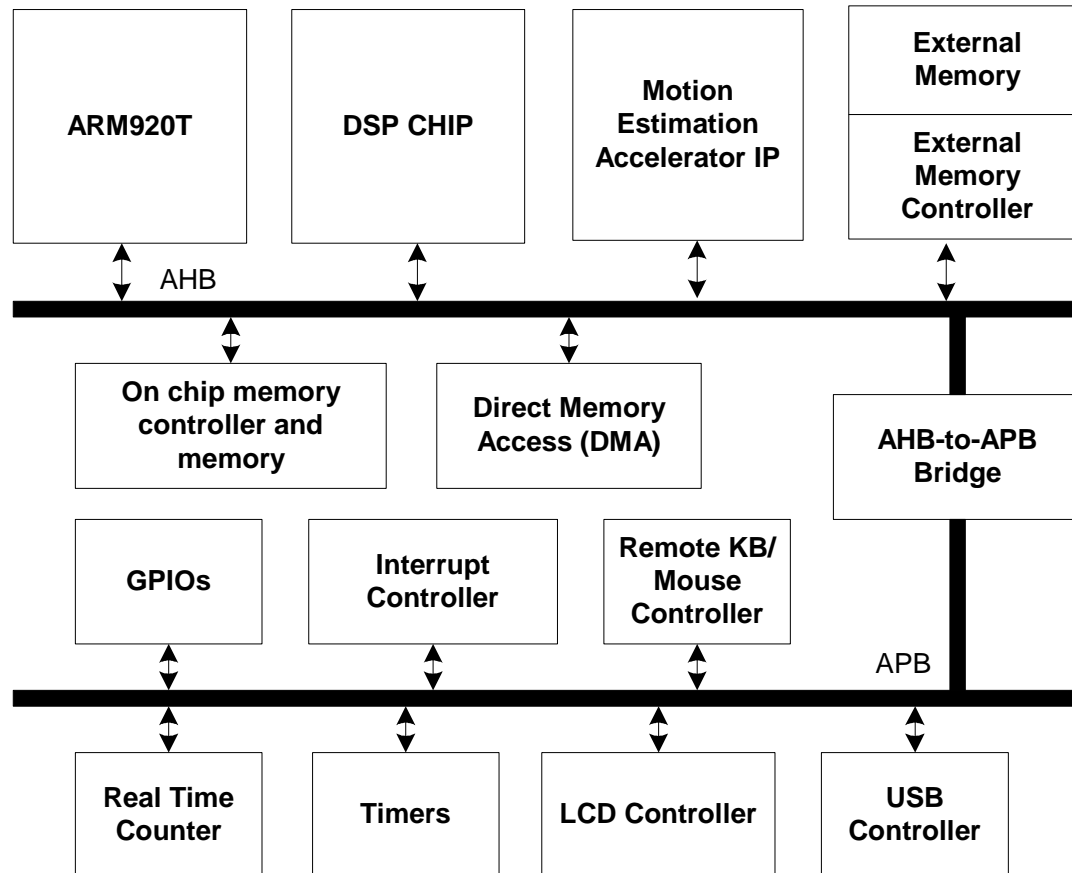 ARM920T
DSP CHIP
Motion
Estimation
Accelerator IP
External
Memory
External
Memory
Controller
AHB
On chip memory
controller and
memory
Direct Memory
Access (DMA)
AHB-to-APB
Bridge
GPIOs
Interrupt
Controller
Remote KB/
Mouse
Controller
APB
Real Time
Counter
Timers
LCD Controller
USB
Controller